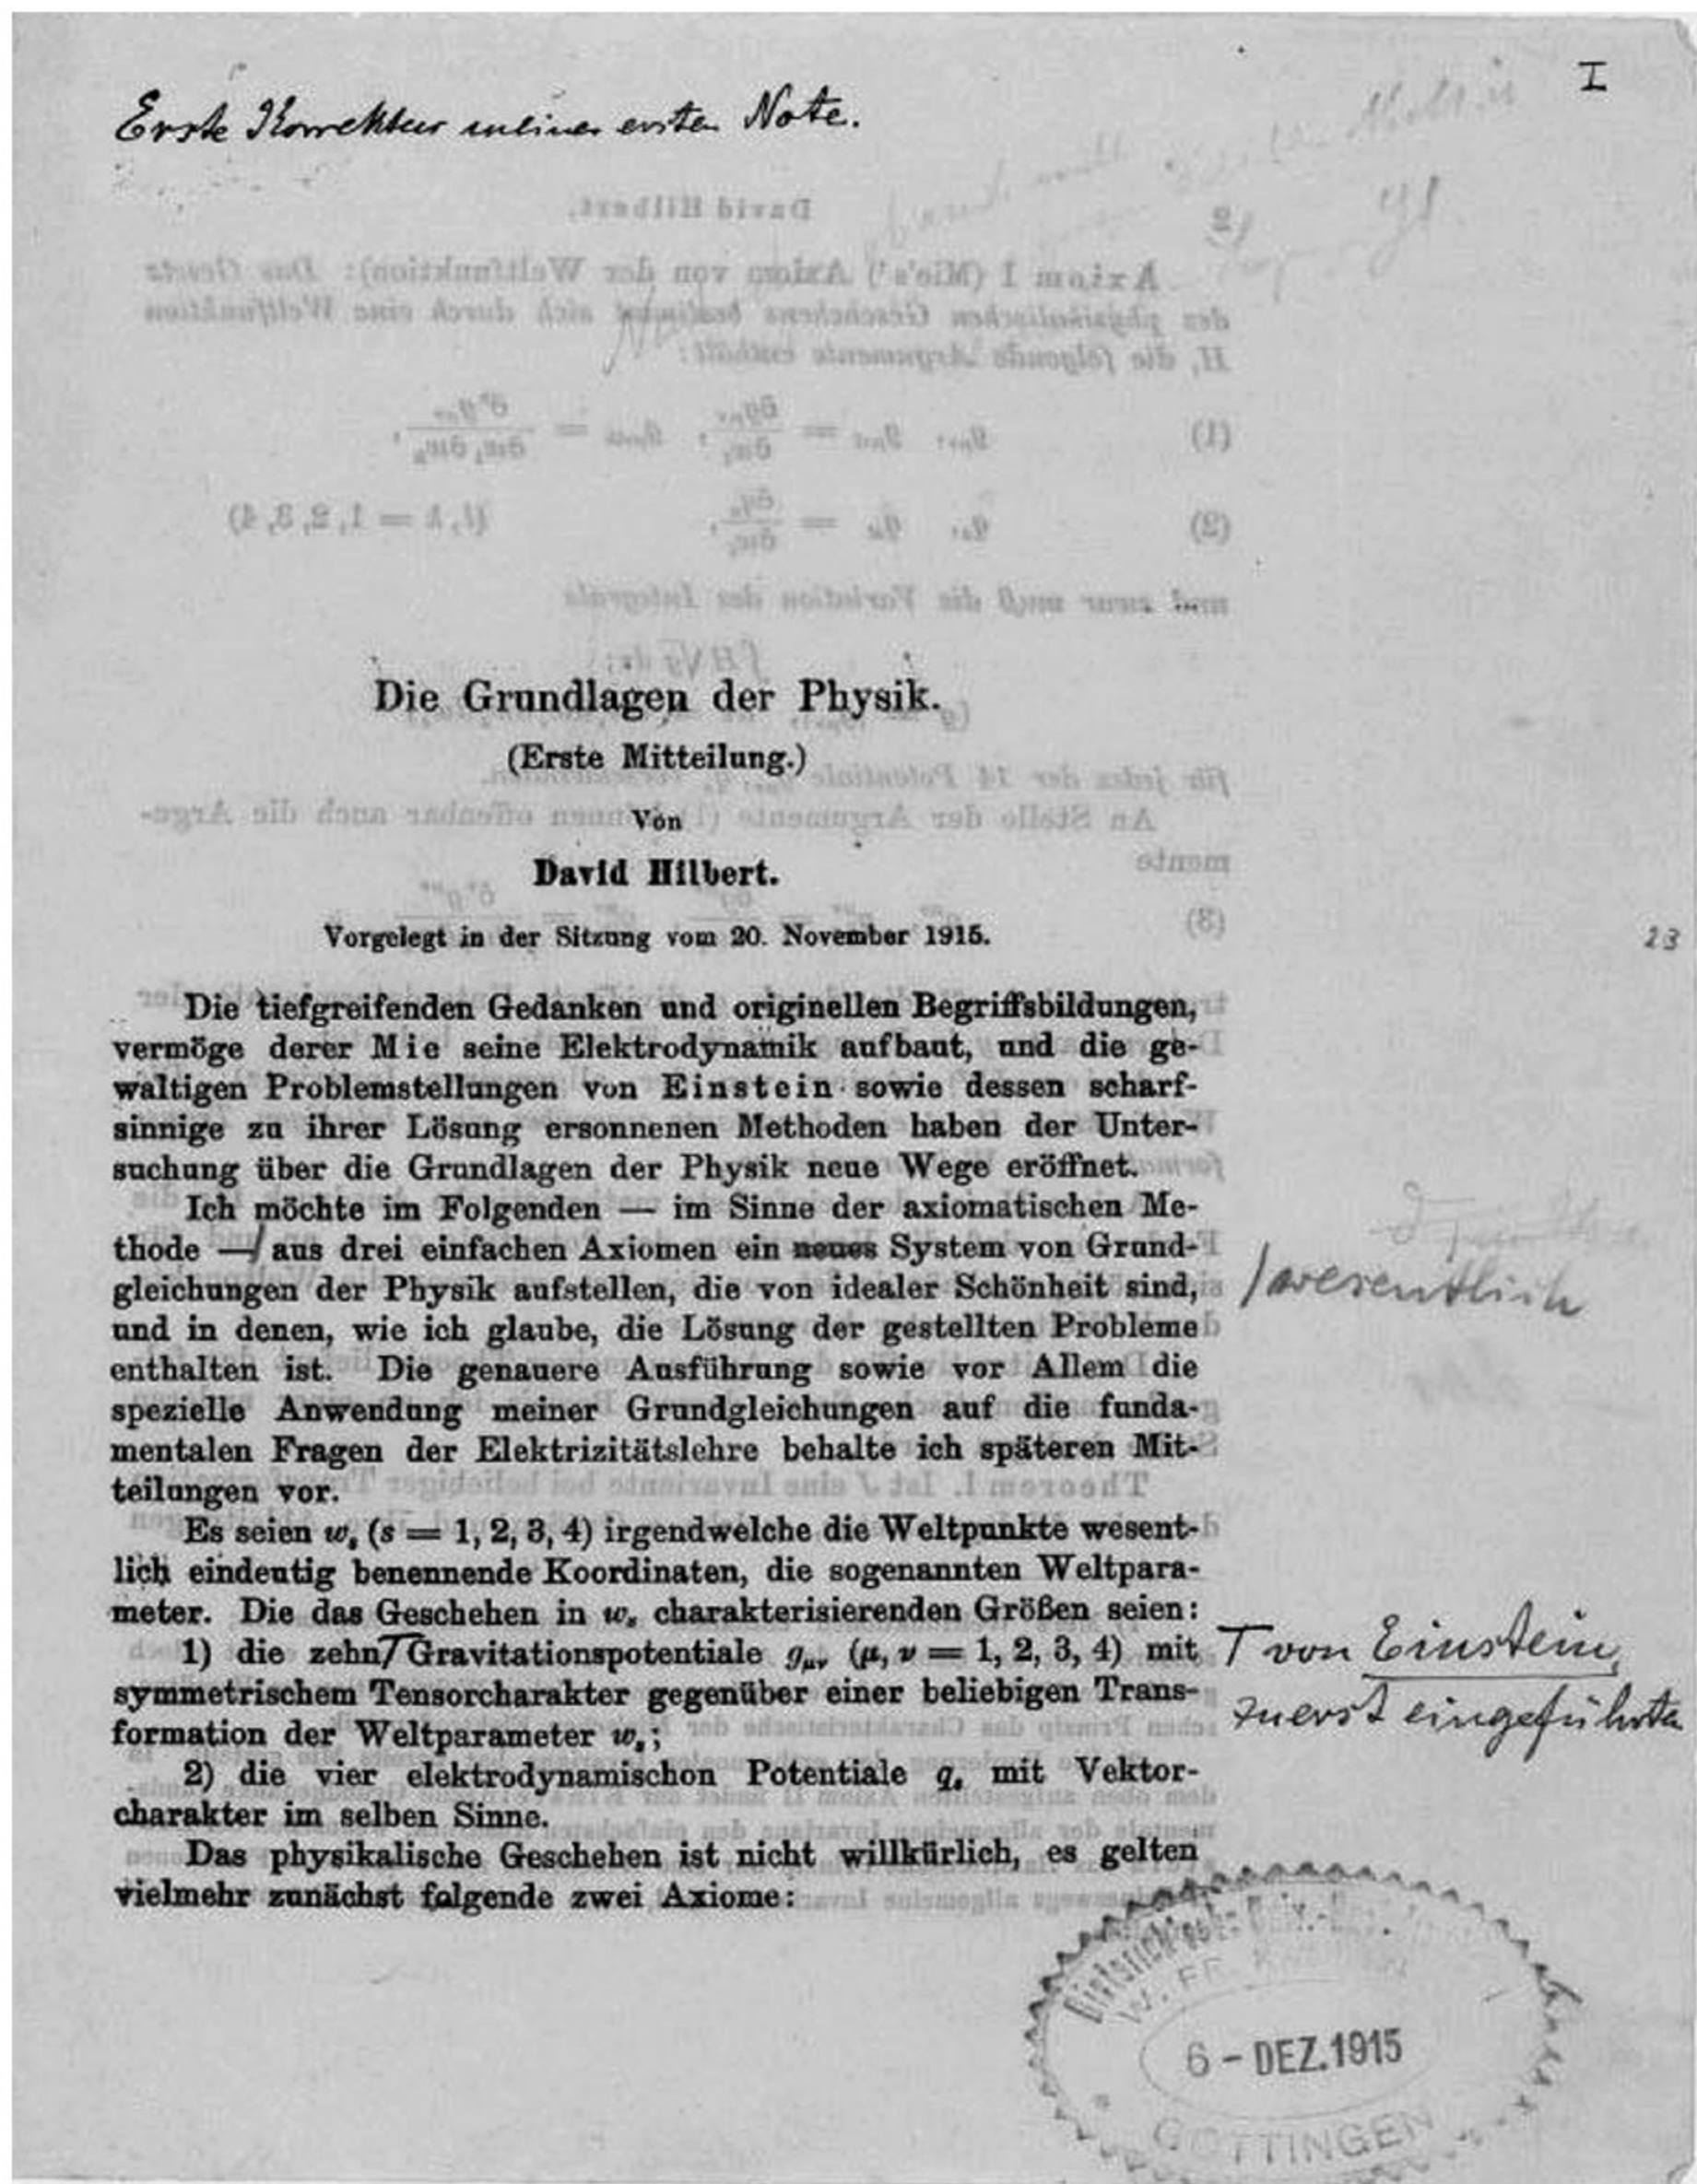 I
Erste Korrektur meiner ersten Note.
Die Grundlagen der Physik.
(Erste Mitteilung.)
Von
David Hilbert.
Vorgelegt in der Sitzung vom 20. November 1915.
23
Die tiefgreifenden Gedanken und originellen Begriffsbildungen,
vermöge derer Mie seine Elektrodynamik aufbaut, und die ge-
waltigen Problemstellungen von Einstein sowie dessen scharf-
sinnige zu ihrer Lösung ersonnenen Methoden haben der Unter-
suchung über die Grundlagen der Physik neue Wege eröffnet.
Ich möchte im Folgenden — im Sinne der axiomatischen Me-
thode — aus drei einfachen Axiomen ein neues System von Grund-
gleichungen der Physik aufstellen, die von idealer Schönheit sind,
/wesentlich
und in denen, wie ich glaube, die Lösung der gestellten Probleme
enthalten ist. Die genauere Ausführung sowie vor Allem die
spezielle Anwendung meiner Grundgleichungen auf die funda-
mentalen Fragen der Elektrizitätslehre behalte ich späteren Mit-
teilungen vor.
Es seien wₛ (s = 1, 2, 3, 4) irgendwelche die Weltpunkte wesent-
lich eindeutig benennende Koordinaten, die sogenannten Weltpara-
meter. Die das Geschehen in wₛ charakterisierenden Größen seien:
1) die zehn Gravitationspotentiale gμν (μ, ν = 1, 2, 3, 4) mit
T von Einstein
symmetrischem Tensorcharakter gegenüber einer beliebigen Trans-
zuerst eingeführten
formation der Weltparameter wₛ;
2) die vier elektrodynamischon Potentiale qₛ mit Vektor-
charakter im selben Sinne.
Das physikalische Geschehen ist nicht willkürlich, es gelten
vielmehr zunächst folgende zwei Axiome:
6 - DEZ. 1915
GÖTTINGEN